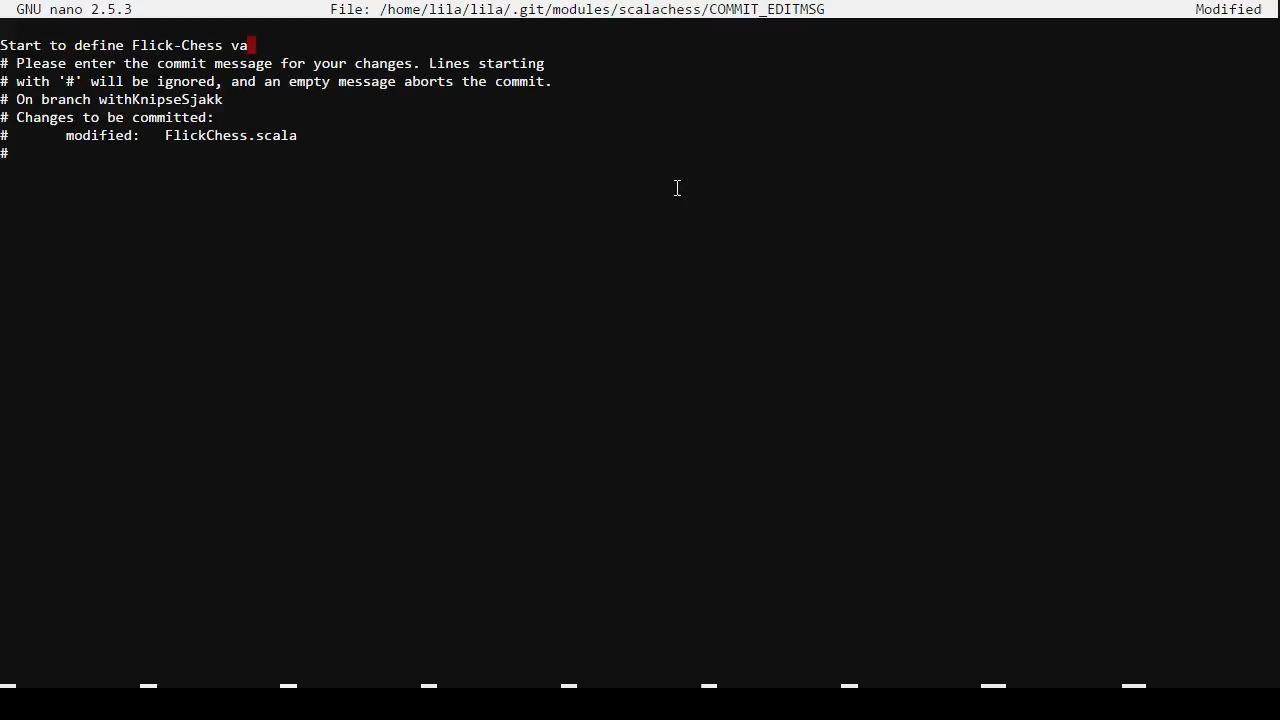 GNU nano 2.5.3 File: /home/lila/lila/.git/modules/scalachess/COMMIT_EDITMSG Modified
Start to define Flick-Chess va
# Please enter the commit message for your changes. Lines starting
# with '#' will be ignored, and an empty message aborts the commit.
# On branch withKnipseSjakk
# Changes to be committed:
# modified: FlickChess.scala
#